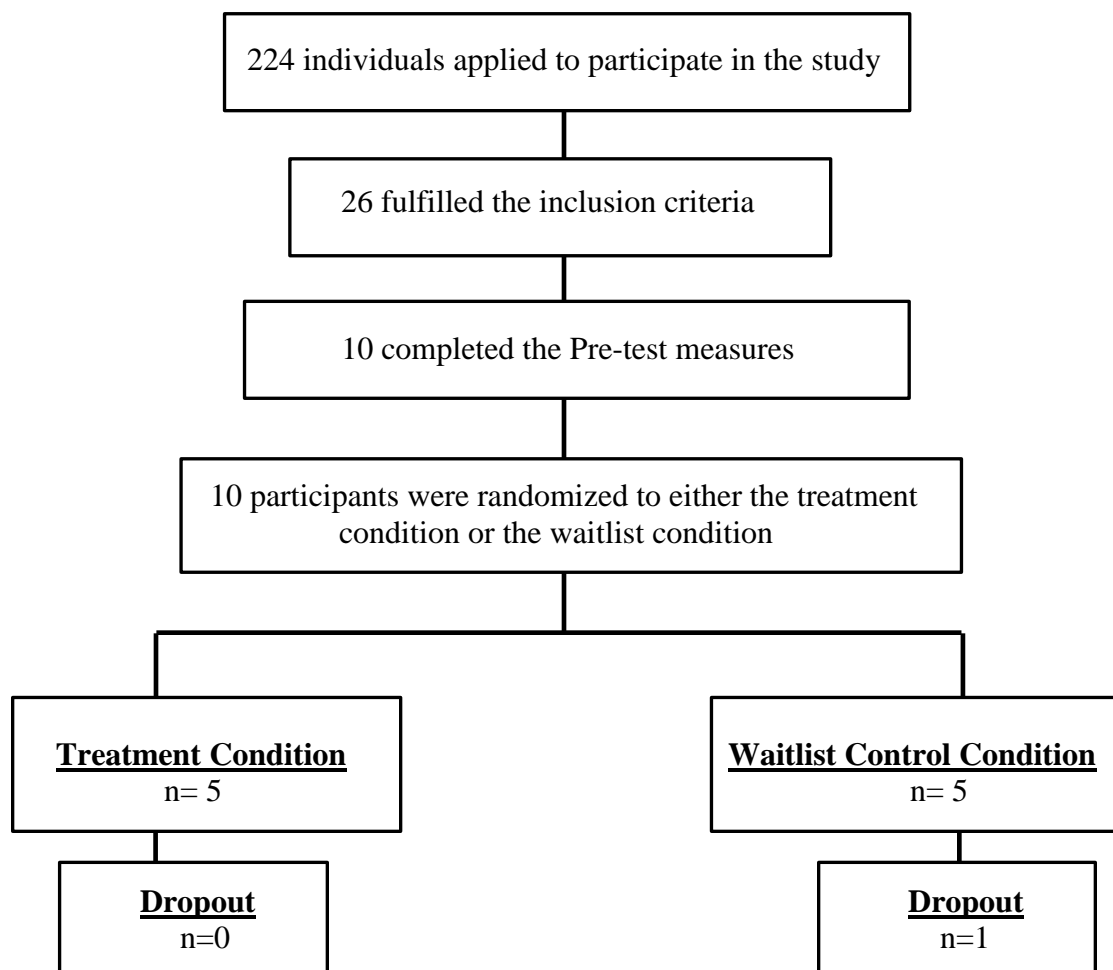 224 individuals applied to participate in the study
26 fulfilled the inclusion criteria
10 completed the Pre-test measures
10 participants were randomized to either the treatment
condition or the waitlist condition
Treatment Condition
n= 5
Waitlist Control Condition
n= 5
Dropout
n=0
Dropout
n=1